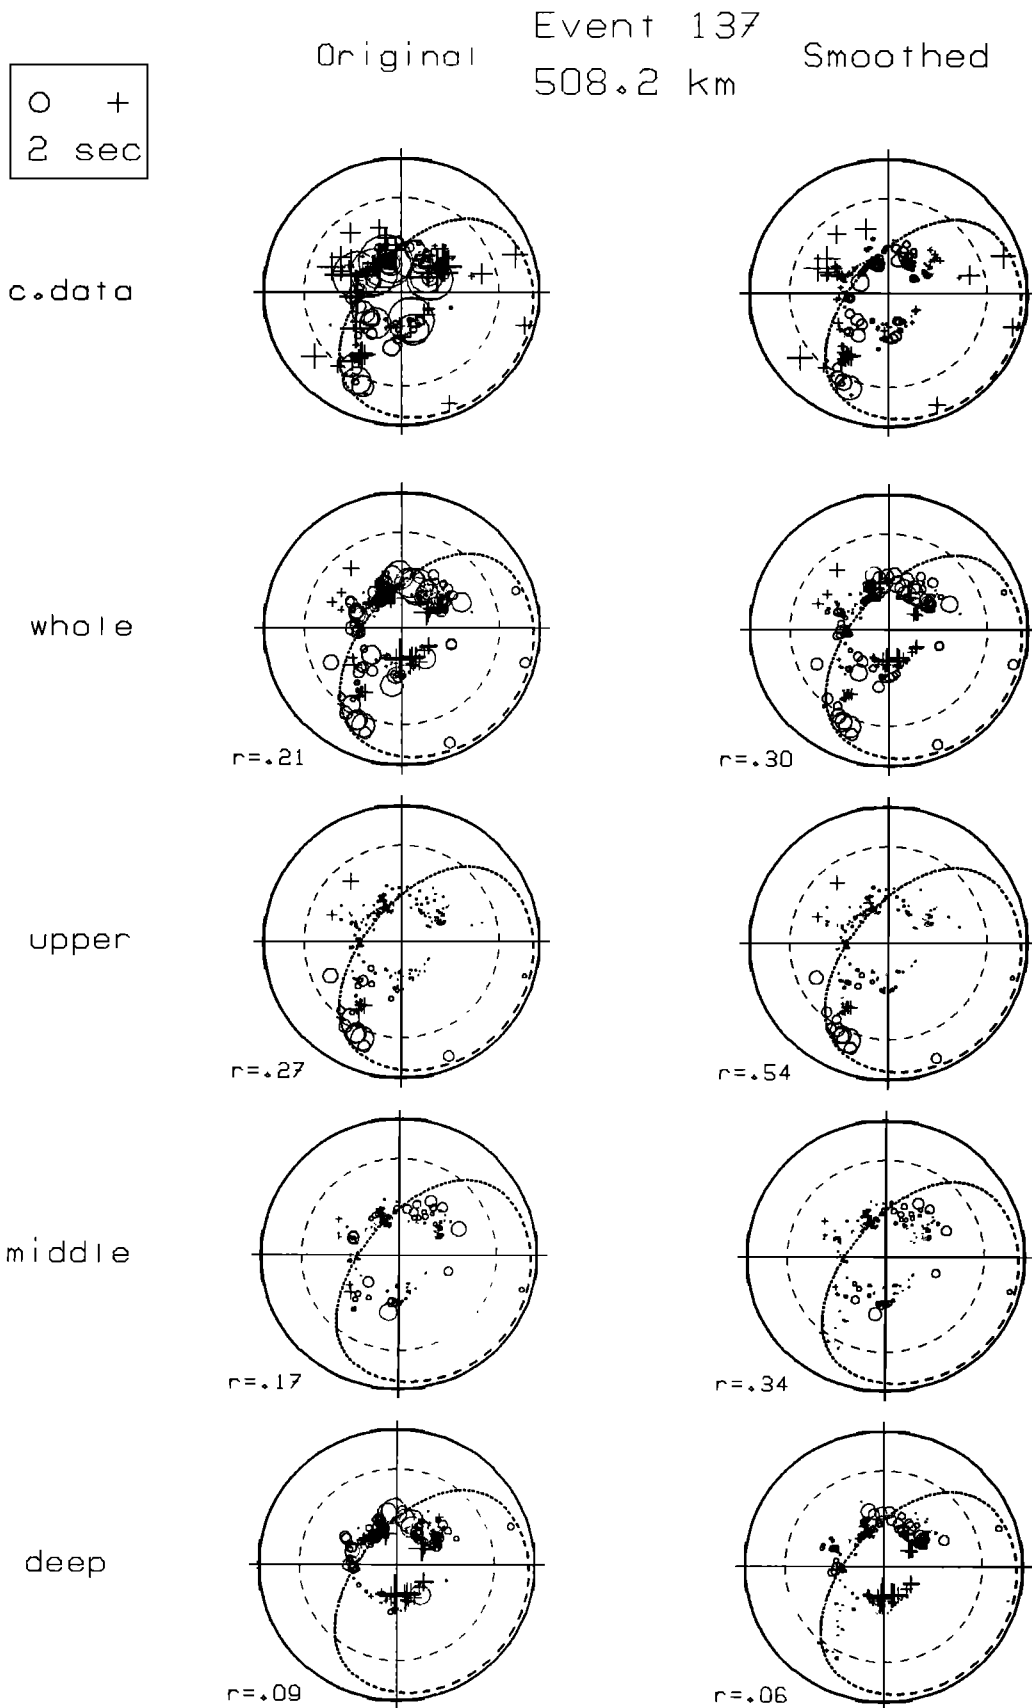 Event 137
508.2 km
Original
Smoothed
O +
2 sec
c.data
whole
r=.21
r=.30
upper
r=.27
r=.54
middle
r=.17
r=.34
deep
r=.09
r=.06